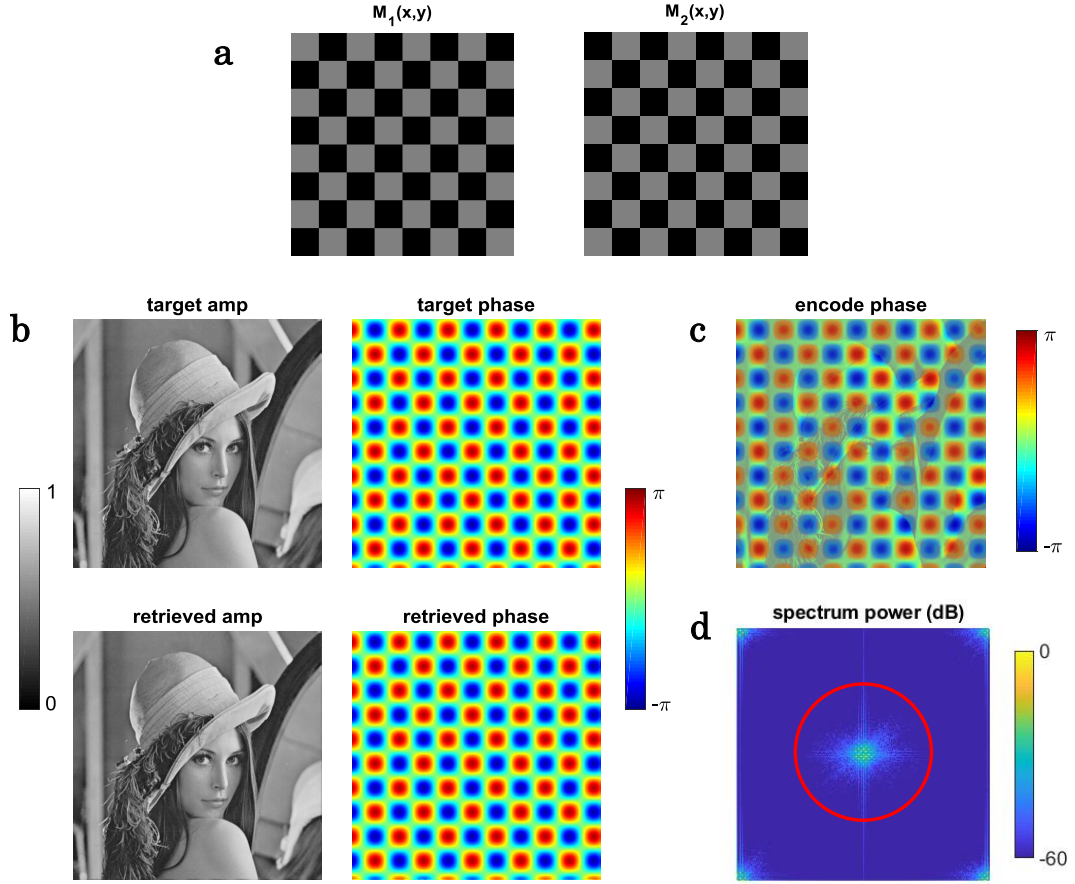 M₁(x,y)
M₂(x,y)
a
b
target amp
target phase
c
encode phase
π
-π
1
0
π
-π
retrieved amp
retrieved phase
d
spectrum power (dB)
0
-60